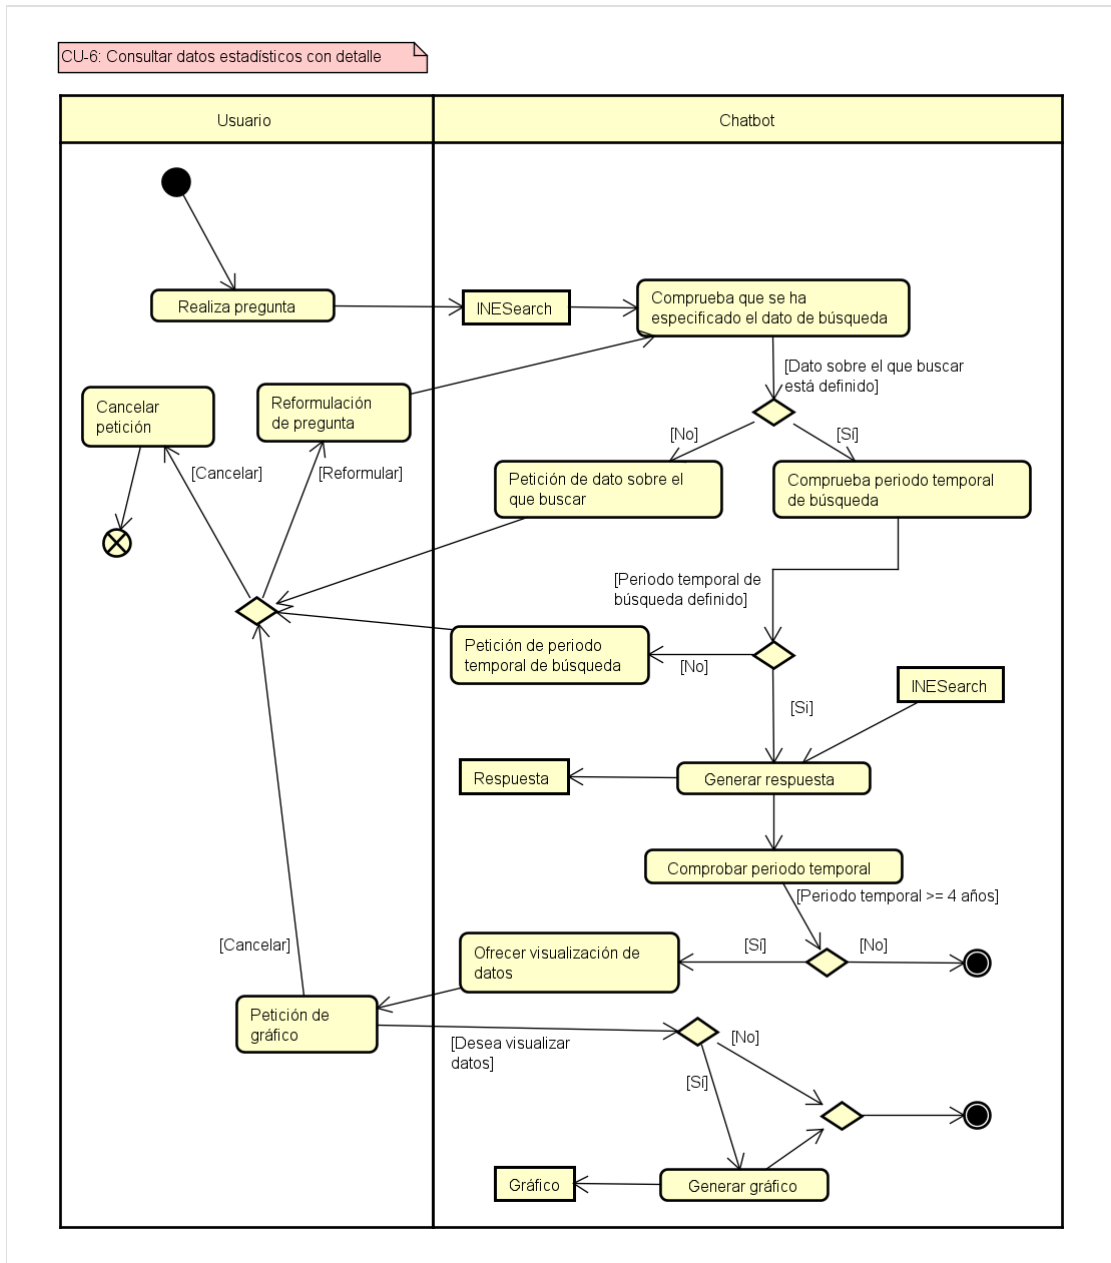 CU-6: Consultar datos estadísticos con detalle
Usuario
Chatbot
Realiza pregunta
INESearch
Comprueba que se ha
especificado el dato de búsqueda
[Dato sobre el que buscar
está definido]
Cancelar
petición
Reformulación
de pregunta
[No]
[Sí]
[Cancelar]
[Reformular]
Petición de dato sobre el
que buscar
Comprueba periodo temporal
de búsqueda
[Periodo temporal de
búsqueda definido]
Petición de periodo
temporal de búsqueda
[No]
INESearch
[Si]
Respuesta
Generar respuesta
Comprobar periodo temporal
[Periodo temporal >= 4 años]
[Cancelar]
Ofrecer visualización de
datos
[Sí]
[No]
Petición de
gráfico
[Desea visualizar
datos]
[No]
[Sí]
Gráfico
Generar gráfico